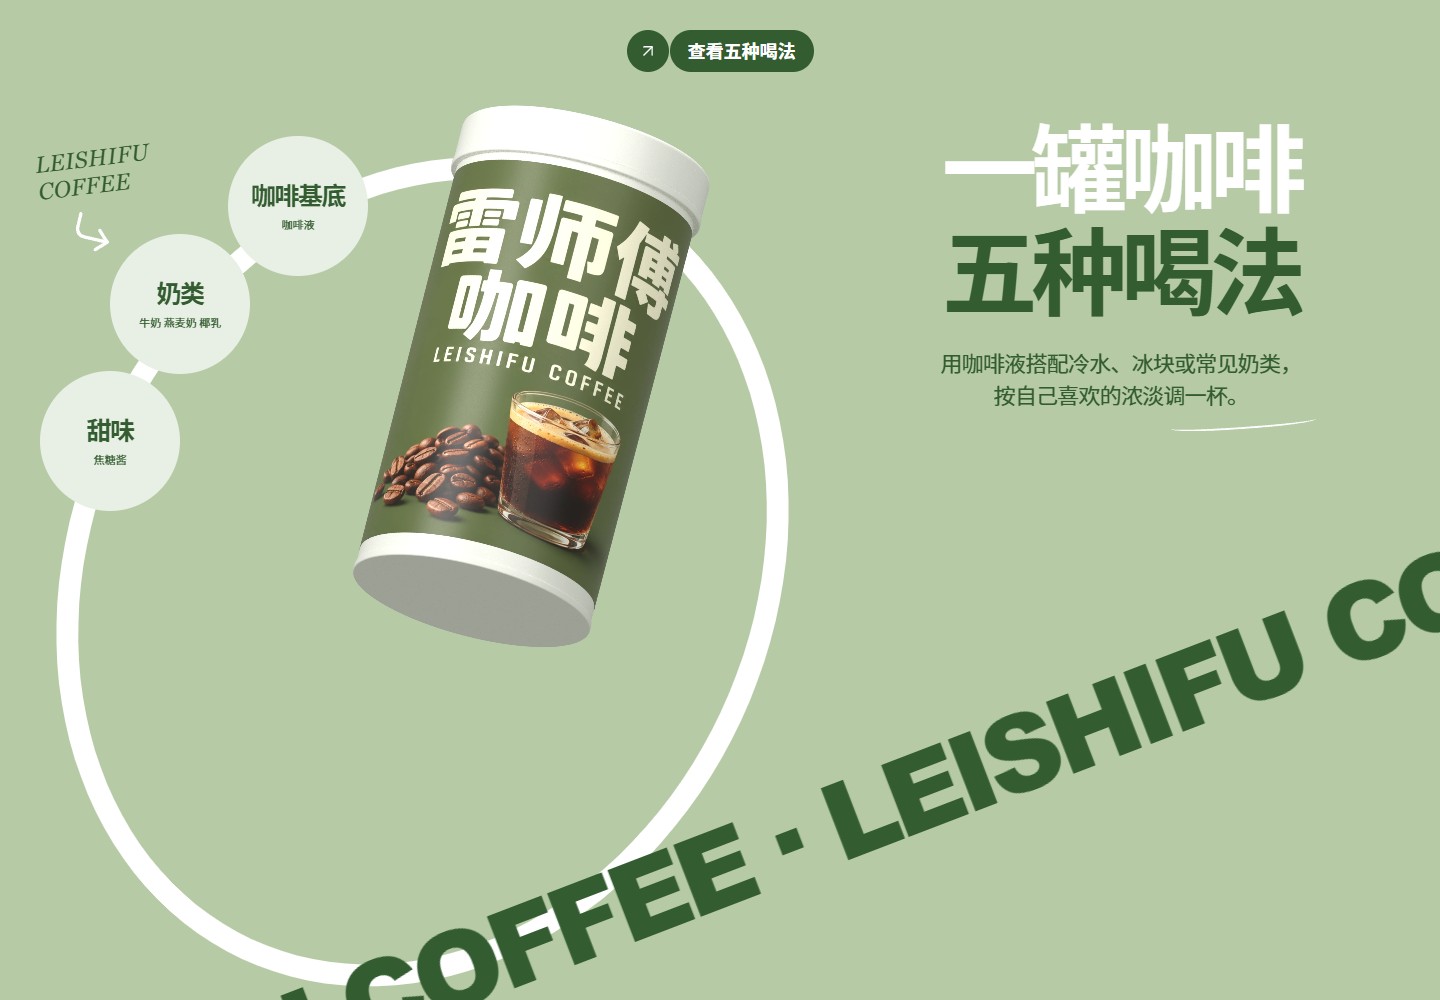 查看五种喝法
LEISHIFU
COFFEE
咖啡基底
咖啡液
奶类
牛奶 燕麦奶 椰乳
甜味
焦糖酱
雷师傅
咖啡
LEISHIFU COFFEE
一罐咖啡
五种喝法
用咖啡液搭配冷水、冰块或常见奶类，
按自己喜欢的浓淡调一杯。
COFFEE · LEISHIFU CO